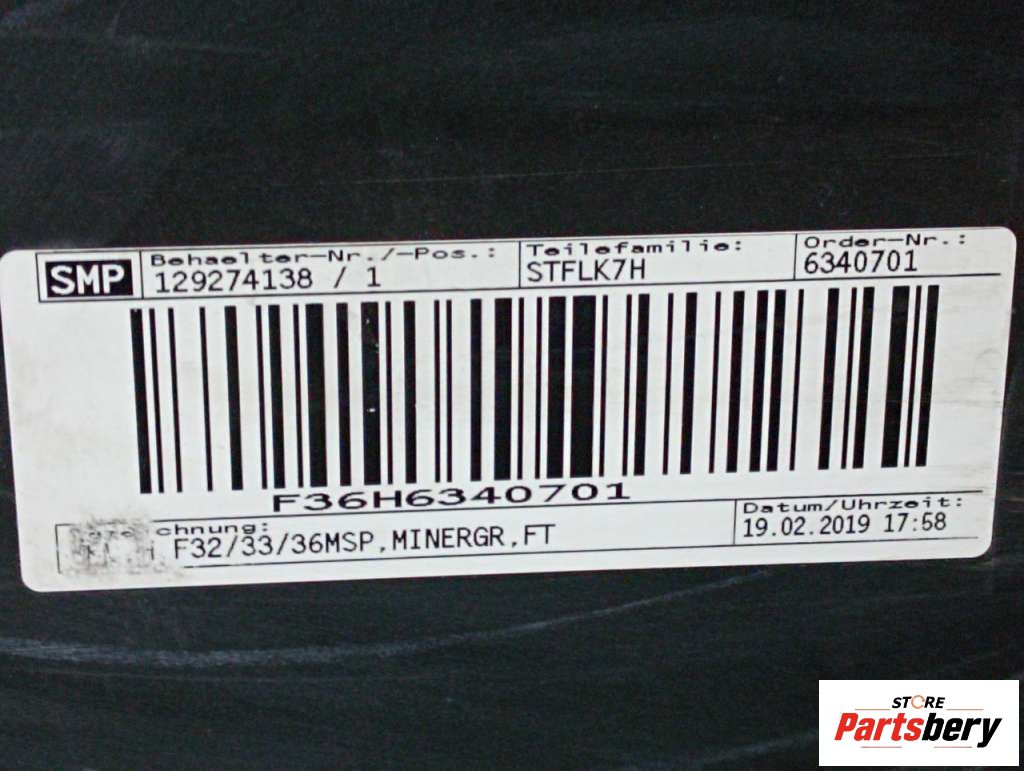 SMP
Behaelter-Nr./-Pos.:
129274138 / 1
Teilefamilie:
STFLK7H
Order-Nr.:
6340701
F36H6340701
chnung:
F32/33/36MSP,MINERGR,FT
Datum/Uhrzeit:
19.02.2019 17:58
STORE
Partsbery